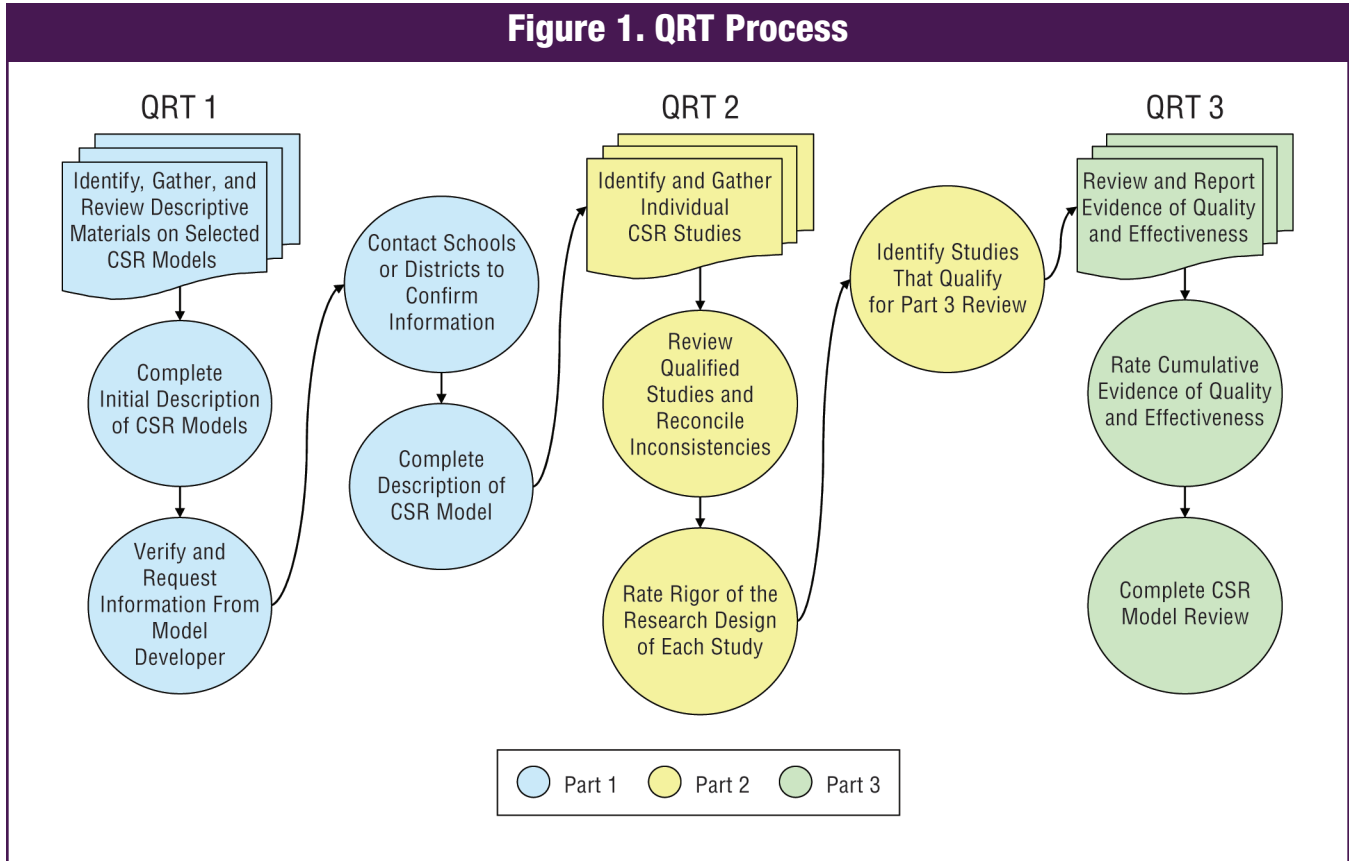 Figure 1. QRT Process
QRT 1
Identify, Gather, and
Review Descriptive
Materials on Selected
CSR Models
Complete
Initial Description
of CSR Models
Verify and
Request
Information From
Model
Developer
Contact Schools
or Districts to
Confirm
Information
Complete
Description of
CSR Model
QRT 2
Identify and Gather
Individual
CSR Studies
Review
Qualified
Studies and
Reconcile
Inconsistencies
Rate Rigor of the
Research Design
of Each Study
Identify Studies
That Qualify
for Part 3 Review
QRT 3
Review and Report
Evidence of Quality
and Effectiveness
Rate Cumulative
Evidence of Quality
and Effectiveness
Complete CSR
Model Review
Part 1
Part 2
Part 3